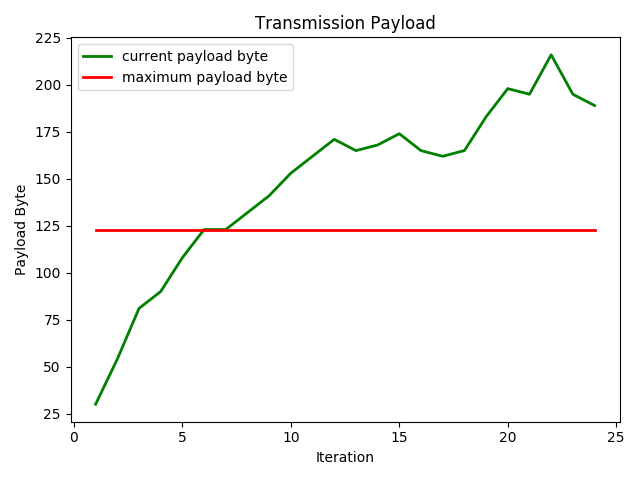 Transmission Payload
current payload byte
maximum payload byte
Payload Byte
225
200
175
150
125
100
75
50
25
0 5 10 15 20 25
Iteration